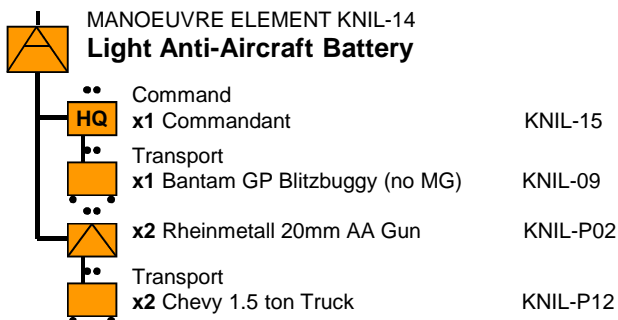 MANOEUVRE ELEMENT KNIL-14
Light Anti-Aircraft Battery
Command
HQ x1 Commandant KNIL-15
Transport
x1 Bantam GP Blitzbuggy (no MG) KNIL-09
x2 Rheinmetall 20mm AA Gun KNIL-P02
Transport
x2 Chevy 1.5 ton Truck KNIL-P12